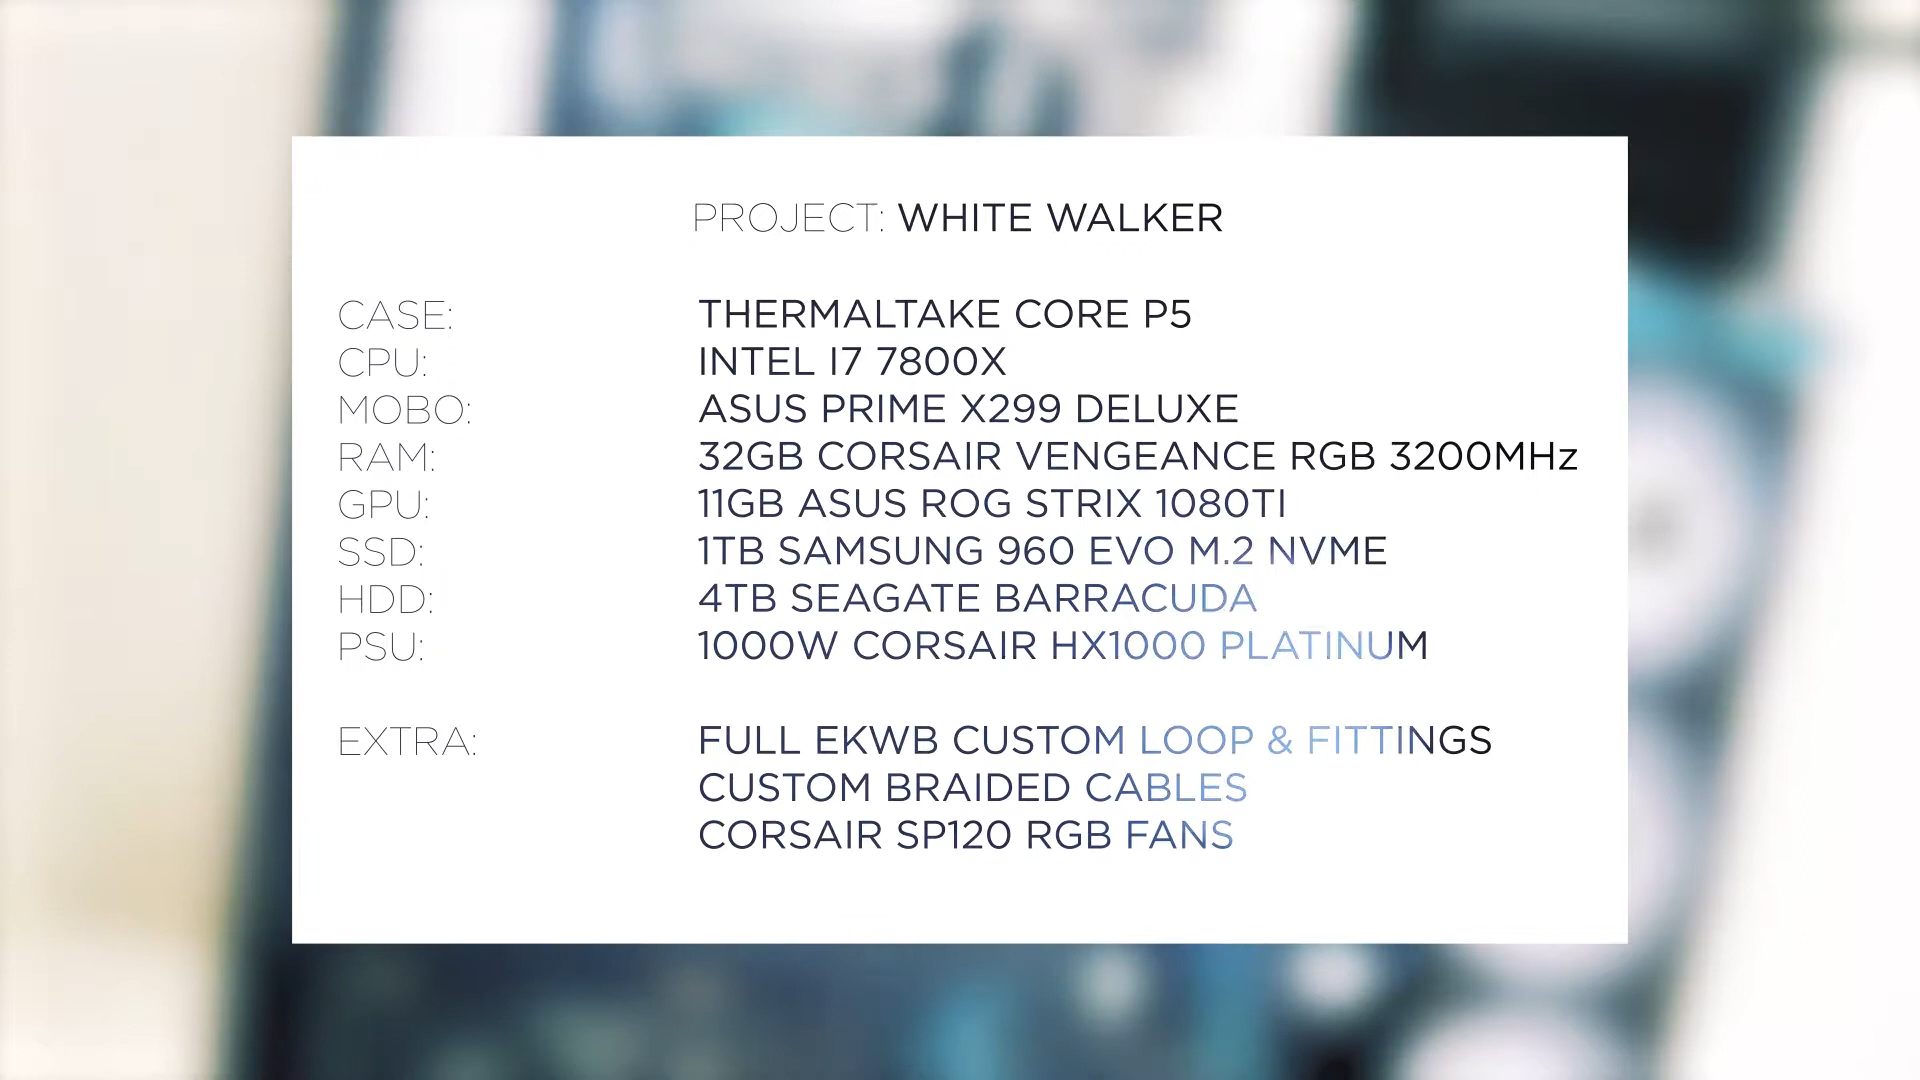 PROJECT: WHITE WALKER
CASE: THERMALTAKE CORE P5
CPU: INTEL I7 7800X
MOBO: ASUS PRIME X299 DELUXE
RAM: 32GB CORSAIR VENGEANCE RGB 3200MHz
GPU: 11GB ASUS ROG STRIX 1080TI
SSD: 1TB SAMSUNG 960 EVO M.2 NVME
HDD: 4TB SEAGATE BARRACUDA
PSU: 1000W CORSAIR HX1000 PLATINUM
EXTRA: FULL EKWB CUSTOM LOOP & FITTINGS
CUSTOM BRAIDED CABLES
CORSAIR SP120 RGB FANS